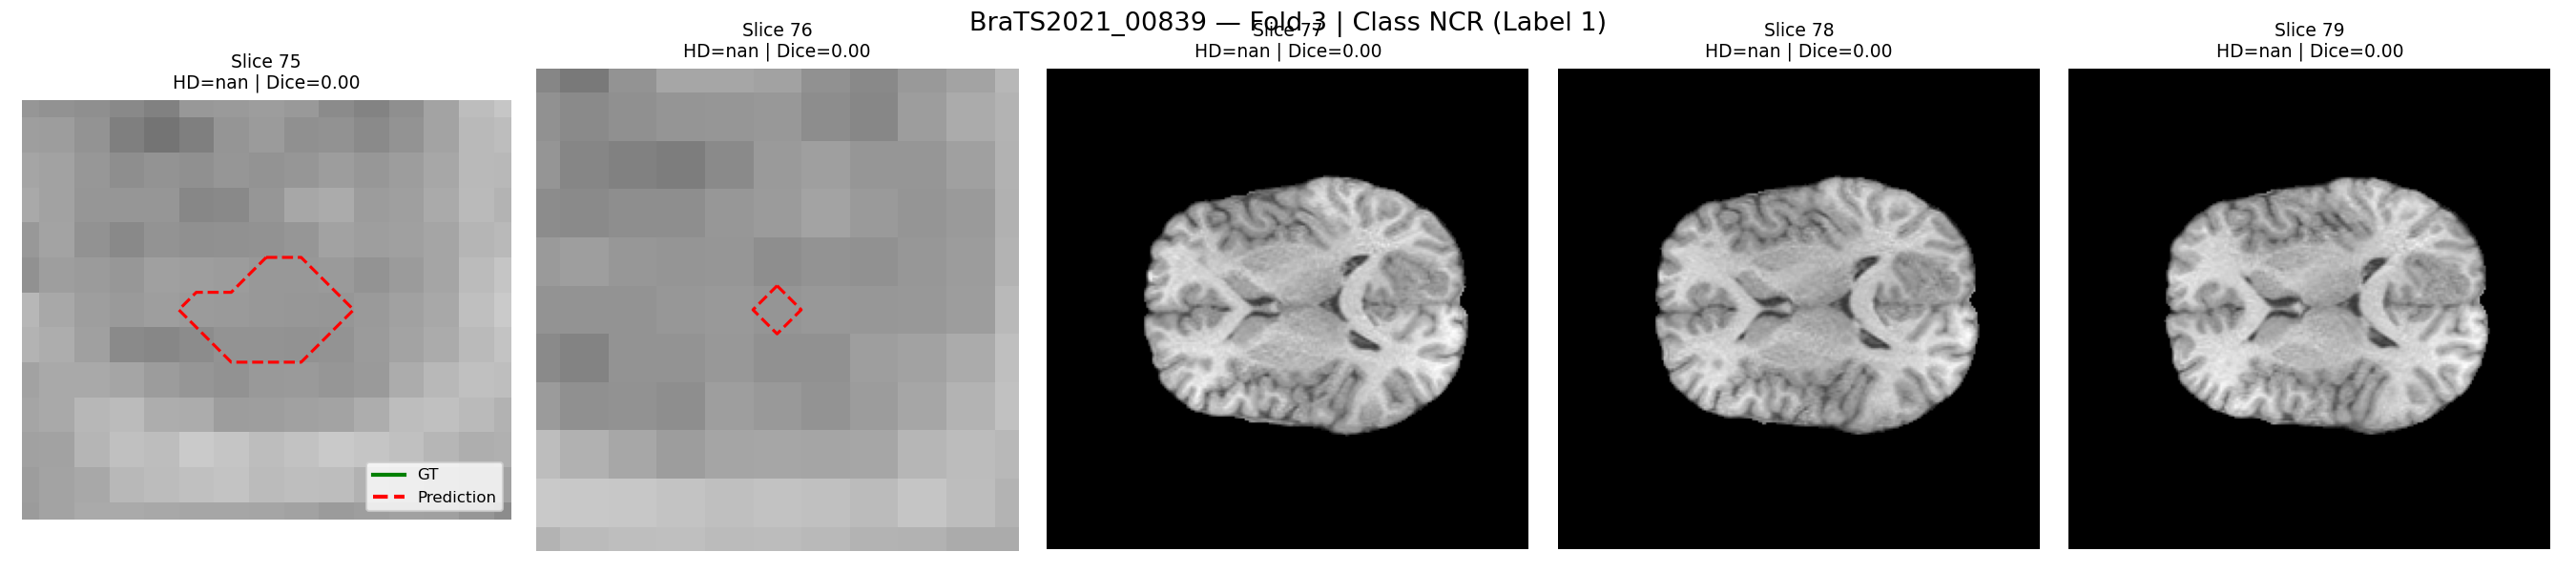 BraTS2021_00839 — Fold 3 | Class NCR (Label 1)
Slice 75
HD=nan | Dice=0.00
Slice 76
HD=nan | Dice=0.00
Slice 77
HD=nan | Dice=0.00
Slice 78
HD=nan | Dice=0.00
Slice 79
HD=nan | Dice=0.00
GT
Prediction